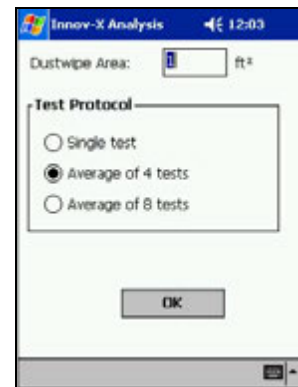 Innov-X Analysis 12:03
Dustwipe Area: 1 ft²
Test Protocol
Single test
Average of 4 tests
Average of 8 tests
OK